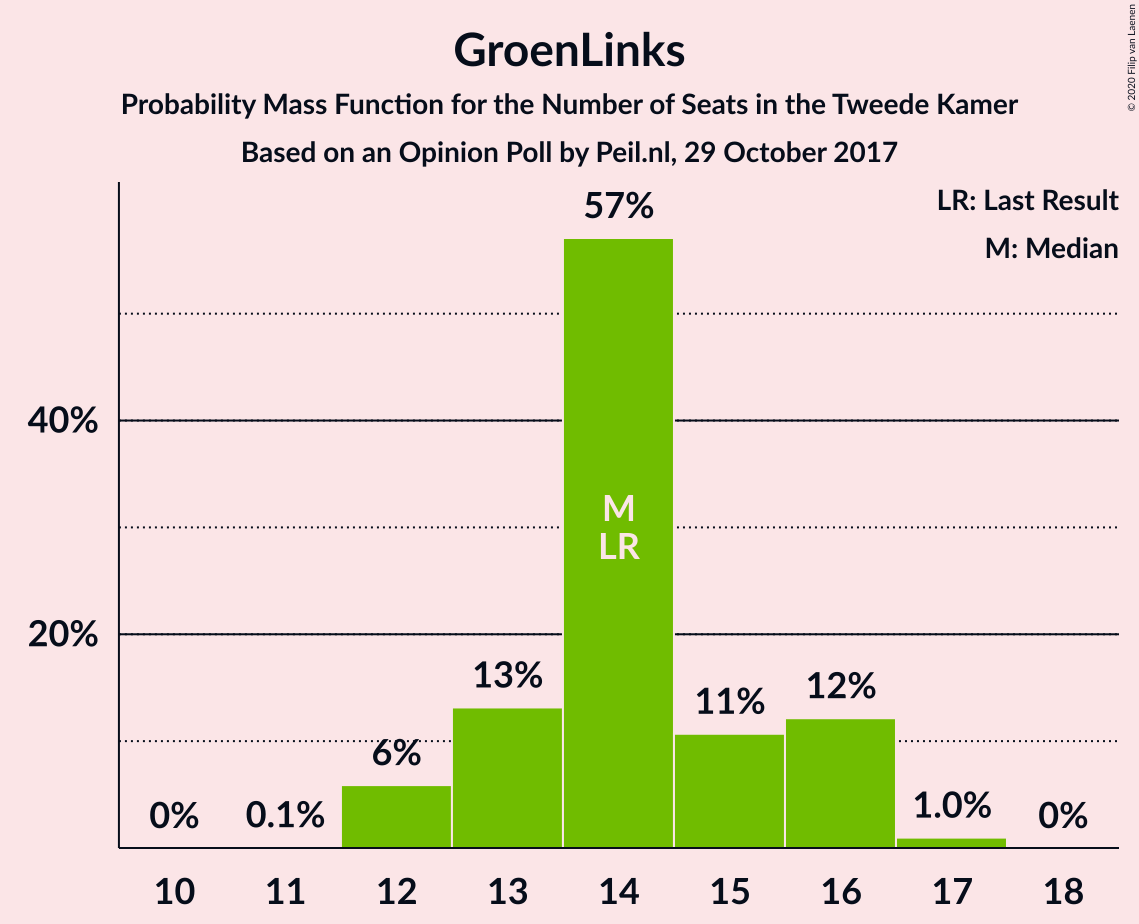 GroenLinks
Probability Mass Function for the Number of Seats in the Tweede Kamer
Based on an Opinion Poll by Peil.nl, 29 October 2017
© 2020 Filip van Laenen
LR: Last Result
M: Median
57%
40%
M
LR
20%
13%
12%
11%
6%
1.0%
0%
0.1%
0%
10 11 12 13 14 15 16 17 18